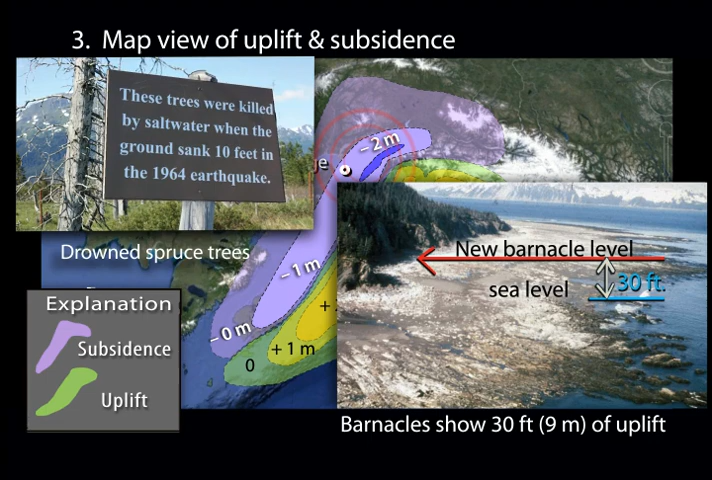 3. Map view of uplift & subsidence
These trees were killed
by saltwater when the
ground sank 10 feet in
the 1964 earthquake.
Drowned spruce trees
ge
–2 m
–1 m
–0 m
+
+1 m
0
Explanation
Subsidence
Uplift
New barnacle level
sea level
30 ft.
Barnacles show 30 ft (9 m) of uplift